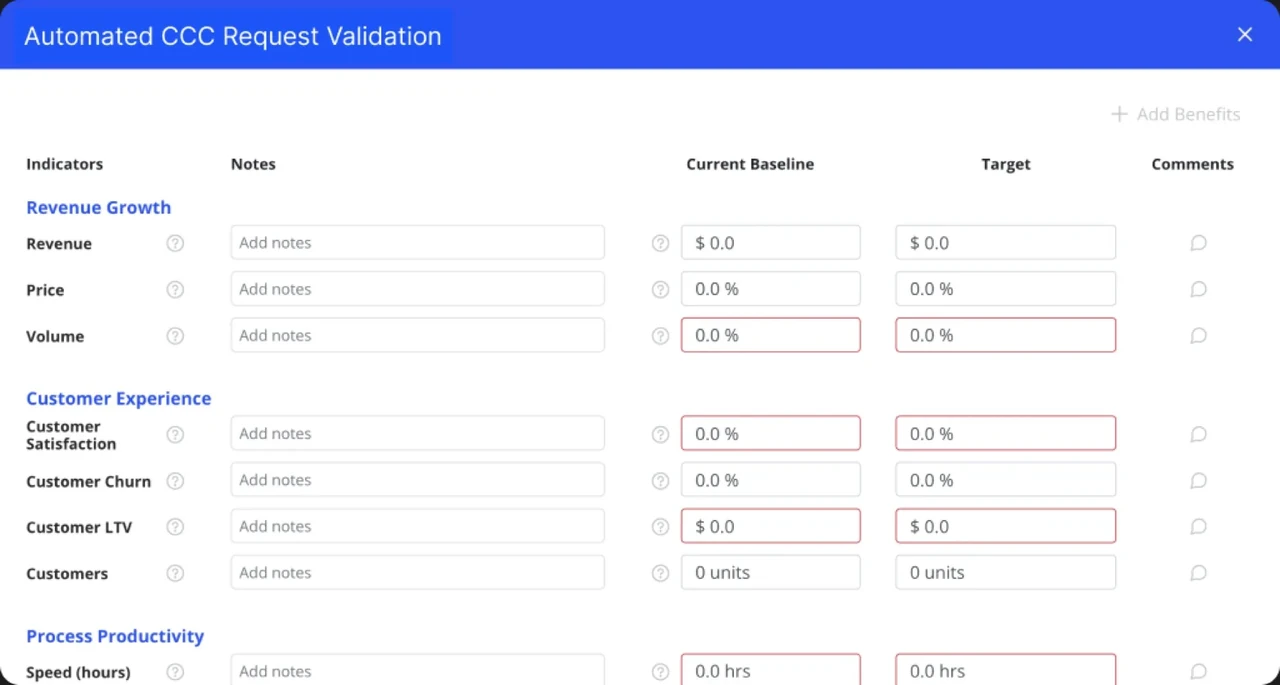 Automated CCC Request Validation
+ Add Benefits
Indicators Notes Current Baseline Target Comments
Revenue Growth
Revenue ? Add notes ? $ 0.0 $ 0.0
Price ? Add notes ? 0.0 % 0.0 %
Volume ? Add notes ? 0.0 % 0.0 %
Customer Experience
Customer
Satisfaction ? Add notes ? 0.0 % 0.0 %
Customer Churn ? Add notes ? 0.0 % 0.0 %
Customer LTV ? Add notes ? $ 0.0 $ 0.0
Customers ? Add notes ? 0 units 0 units
Process Productivity
Speed (hours) ? Add notes ? 0.0 hrs 0.0 hrs